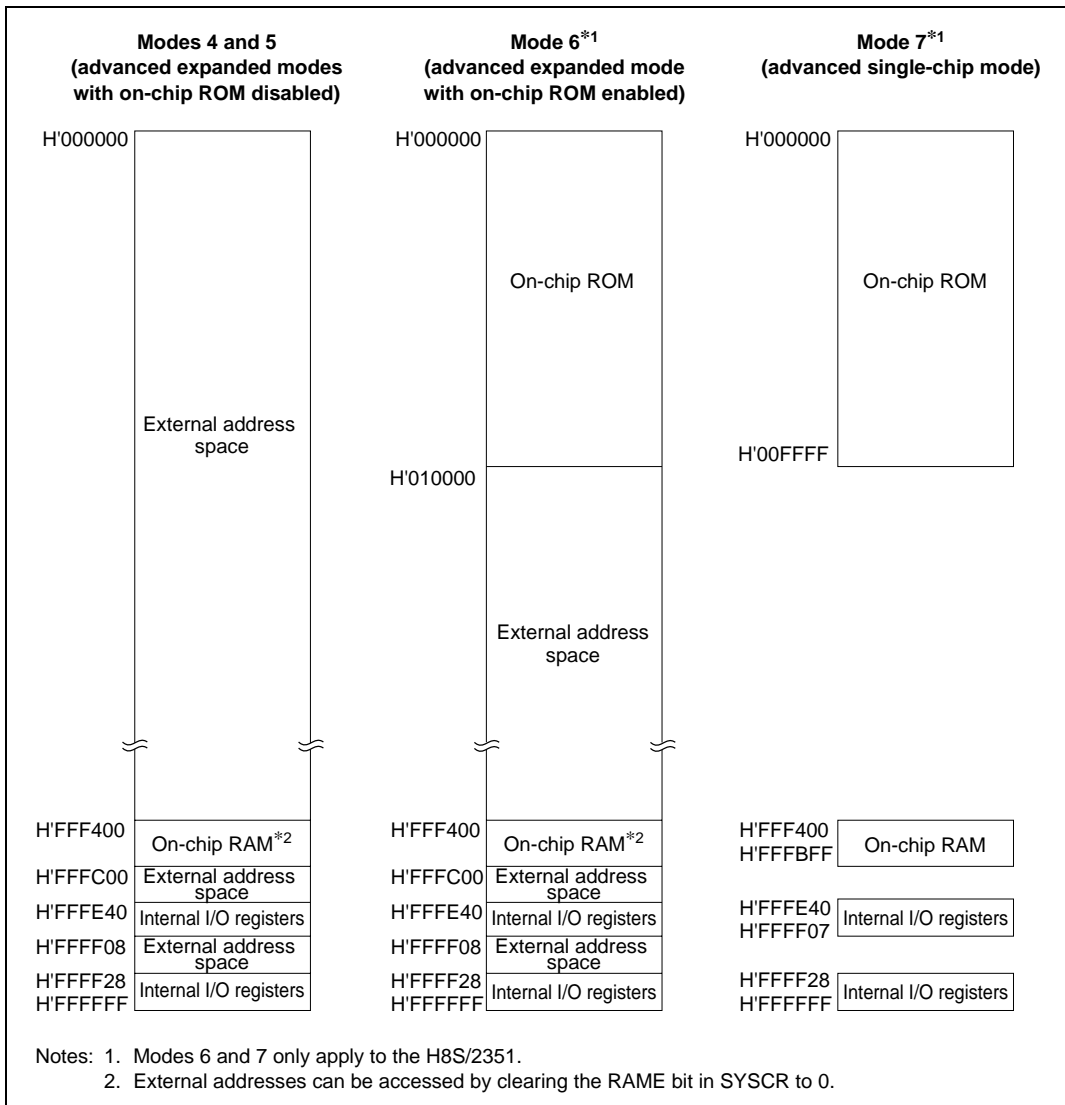 Modes 4 and 5
(advanced expanded modes
with on-chip ROM disabled)
H'000000
External address
space
H'FFF400
On-chip RAM*2
H'FFFC00
External address
space
H'FFFE40
Internal I/O registers
H'FFFF08
External address
space
H'FFFF28
Internal I/O registers
H'FFFFFF
Mode 6*1
(advanced expanded mode
with on-chip ROM enabled)
H'000000
On-chip ROM
H'010000
External address
space
H'FFF400
On-chip RAM*2
H'FFFC00
External address
space
H'FFFE40
Internal I/O registers
H'FFFF08
External address
space
H'FFFF28
Internal I/O registers
H'FFFFFF
Mode 7*1
(advanced single-chip mode)
H'000000
On-chip ROM
H'00FFFF
H'FFF400
On-chip RAM
H'FFFBFF
H'FFFE40
Internal I/O registers
H'FFFF07
H'FFFF28
Internal I/O registers
H'FFFFFF
Notes: 1. Modes 6 and 7 only apply to the H8S/2351.
2. External addresses can be accessed by clearing the RAME bit in SYSCR to 0.